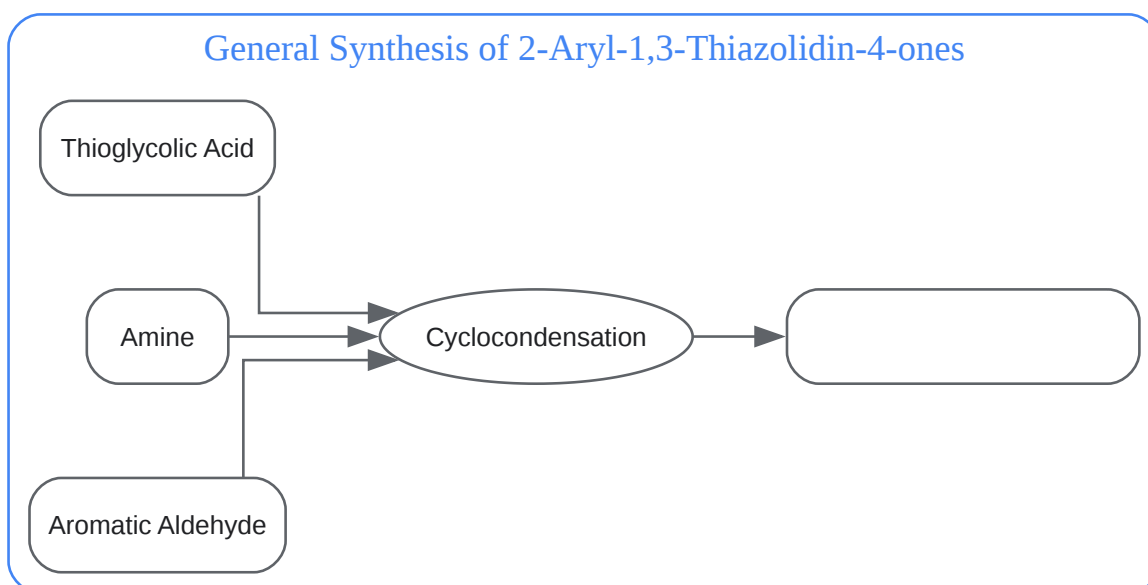 General Synthesis of 2-Aryl-1,3-Thiazolidin-4-ones
Thioglycolic Acid
Amine
Cyclocondensation
Aromatic Aldehyde